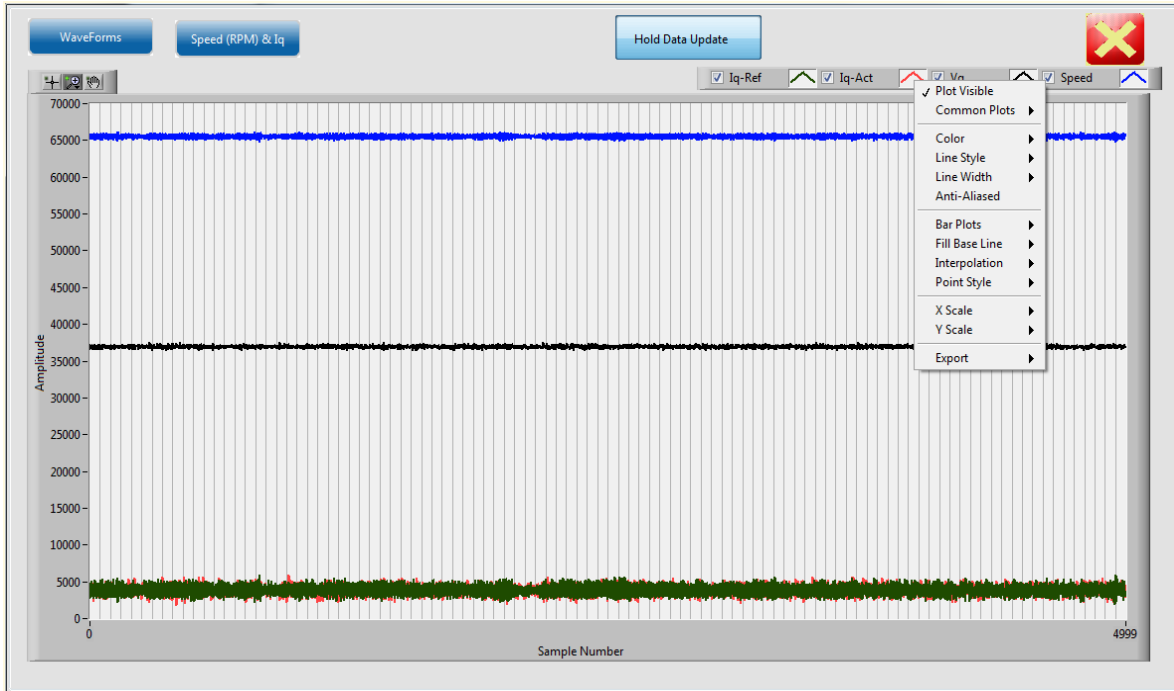 WaveForms
Speed (RPM) & Iq
Hold Data Update
Iq-Ref
Iq-Act
Vq
Speed
Plot Visible
Common Plots
Color
Line Style
Line Width
Anti-Aliased
Bar Plots
Fill Base Line
Interpolation
Point Style
X Scale
Y Scale
Export
Amplitude
70000
65000
60000
55000
50000
45000
40000
35000
30000
25000
20000
15000
10000
5000
0
0
4999
Sample Number